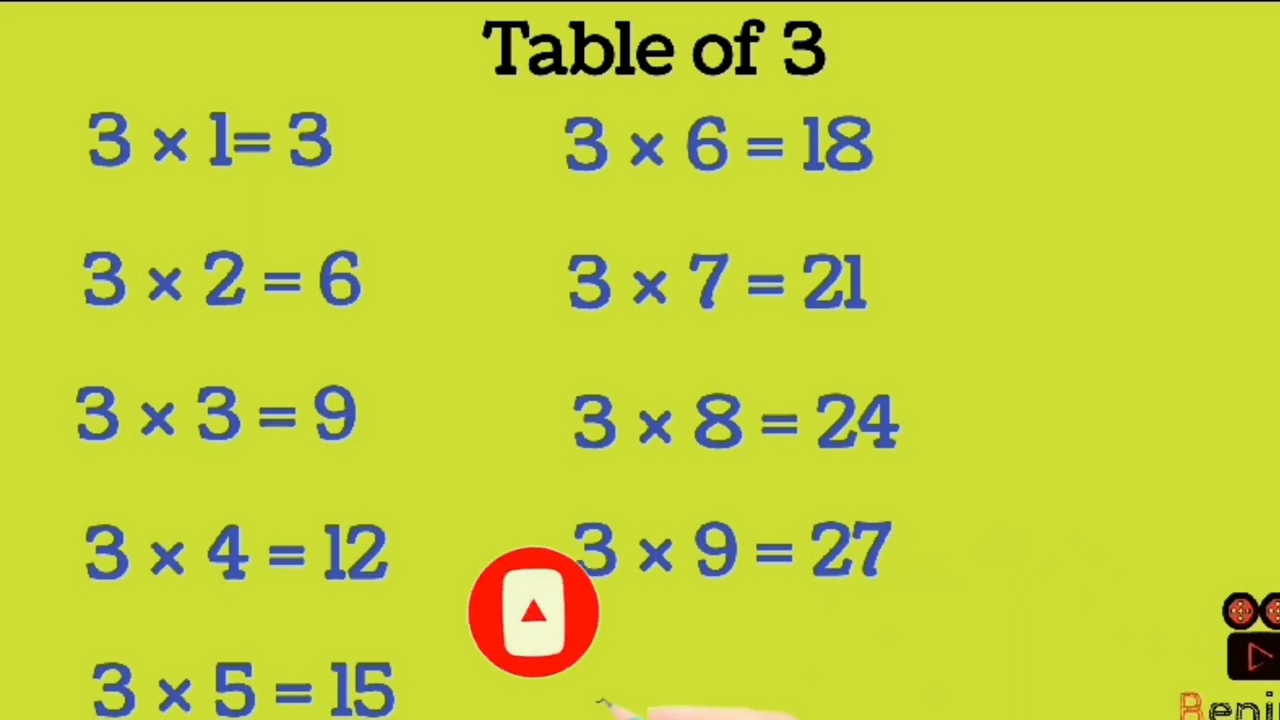 Table of 3
3 × 1= 3
3 × 2 = 6
3 × 3 = 9
3 × 4 = 12
3 × 5 = 15
3 × 6 = 18
3 × 7 = 21
3 × 8 = 24
3 × 9 = 27